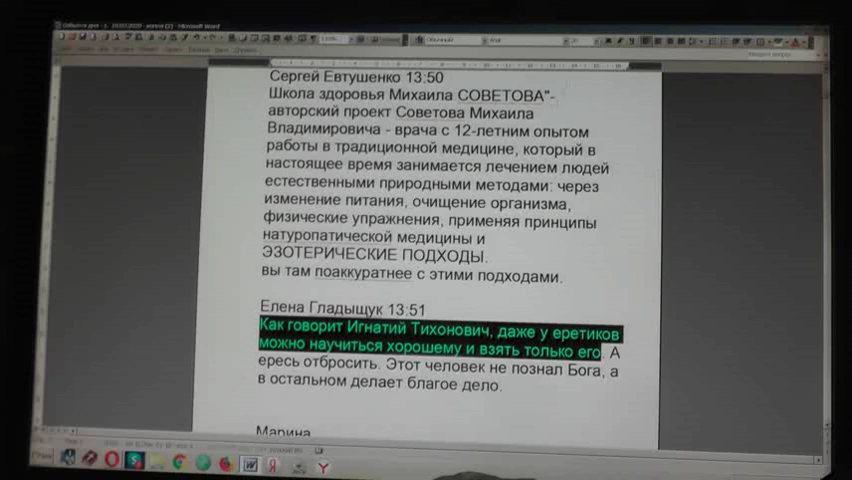 Сергей Евтушенко 13:50
Школа здоровья Михаила СОВЕТОВА"-
авторский проект Советова Михаила
Владимировича - врача с 12-летним опытом
работы в традиционной медицине, который в
настоящее время занимается лечением людей
естественными природными методами: через
изменение питания, очищение организма,
физические упражнения, применяя принципы
натуропатической медицины и
ЭЗОТЕРИЧЕСКИЕ ПОДХОДЫ.
вы там поаккуратнее с этими подходами.
Елена Гладыщук 13:51
Как говорит Игнатий Тихонович, даже у еретиков
можно научиться хорошему и взять только его. А
ересь отбросить. Этот человек не познал Бога, а
в остальном делает благое дело.
Марина